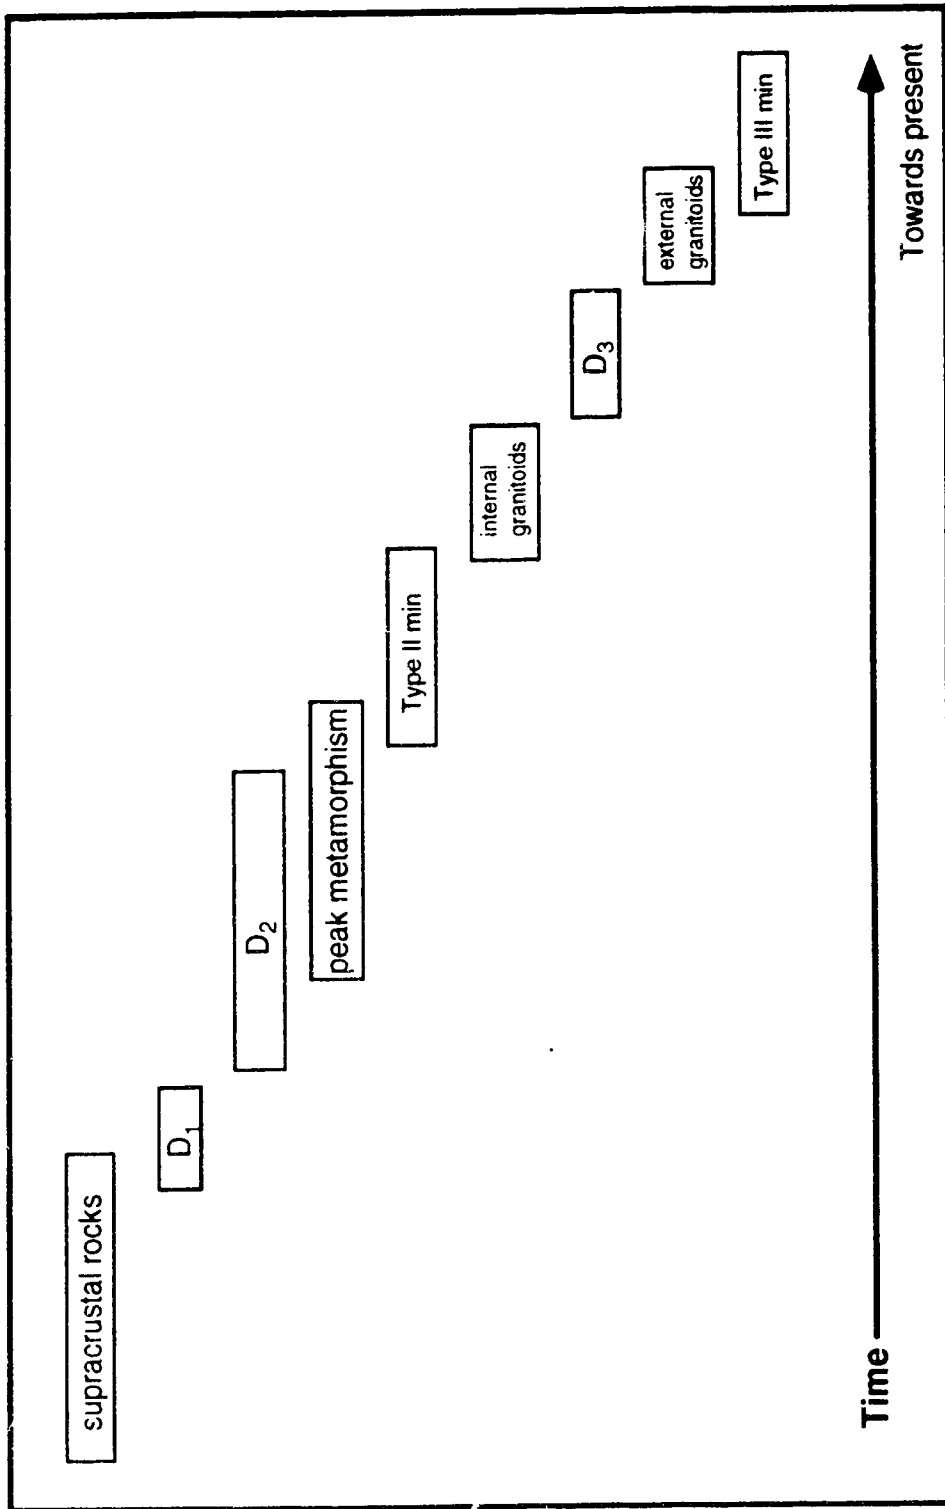 supracrustal rocks
D1
D2
peak metamorphism
Type II min
internal
granitoids
D3
external
granitoids
Type III min
Time
Towards present